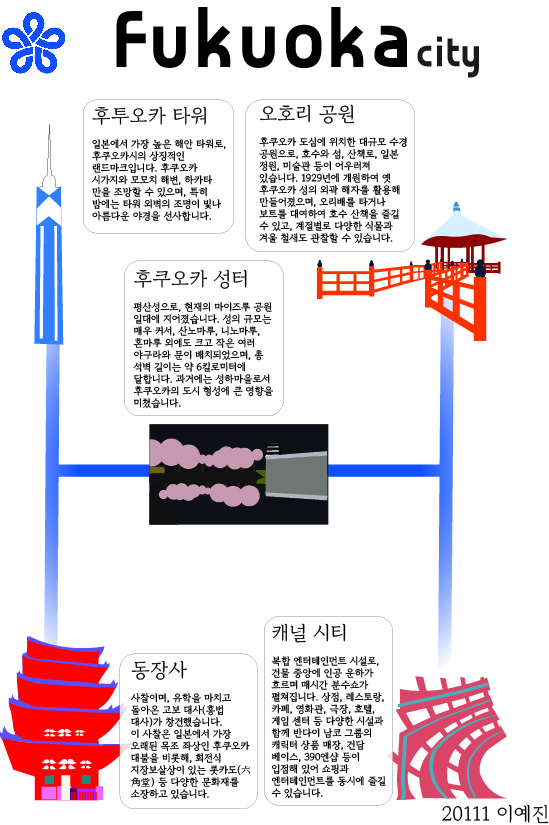 Fukuoka city
후투오카 타워
일본에서 가장 높은 해안 타워로,
후쿠오카시의 상징적인
랜드마크입니다. 후쿠오카
시가지와 모모치 해변, 하카타
만을 조망할 수 있으며, 특히
밤에는 타워 외벽의 조명이 빛나
아름다운 야경을 선사합니다.
오호리 공원
후쿠오카 도심에 위치한 대규모 수경
공원으로, 호수와 섬, 산책로, 일본
정원, 미술관 등이 어우러져
있습니다. 1929년에 개원하여 옛
후쿠오카 성의 외곽 해자를 활용해
만들어졌으며, 오리배를 타거나
보트를 대여하여 호수 산책을 즐길
수 있고, 계절별로 다양한 식물과
겨울 철새도 관찰할 수 있습니다.
후쿠오카 성터
평산성으로, 현재의 마이즈루 공원
일대에 지어졌습니다. 성의 규모는
매우 커서, 산노마루, 니노마루,
혼마루 외에도 크고 작은 여러
야구라와 문이 배치되었으며, 총
석벽 길이는 약 6킬로미터에
달합니다. 과거에는 성하마을로서
후쿠오카의 도시 형성에 큰 영향을
미쳤습니다.
동장사
사찰이며, 유학을 마치고
돌아온 고보 대사(홍법
대사)가 창건했습니다.
이 사찰은 일본에서 가장
오래된 목조 좌상인 후쿠오카
대불을 비롯해, 회전식
지장보살상이 있는 롯카도(六
角堂) 등 다양한 문화재를
소장하고 있습니다.
캐널 시티
복합 엔터테인먼트 시설로,
건물 중앙에 인공 운하가
흐르며 매시간 분수쇼가
펼쳐집니다. 상점, 레스토랑,
카페, 영화관, 극장, 호텔,
게임 센터 등 다양한 시설과
함께 반다이 남코 그룹의
캐릭터 상품 매장, 건담
베이스, 390엔샵 등이
입점해 있어 쇼핑과
엔터테인먼트를 동시에 즐길
수 있습니다.
20111 이예진